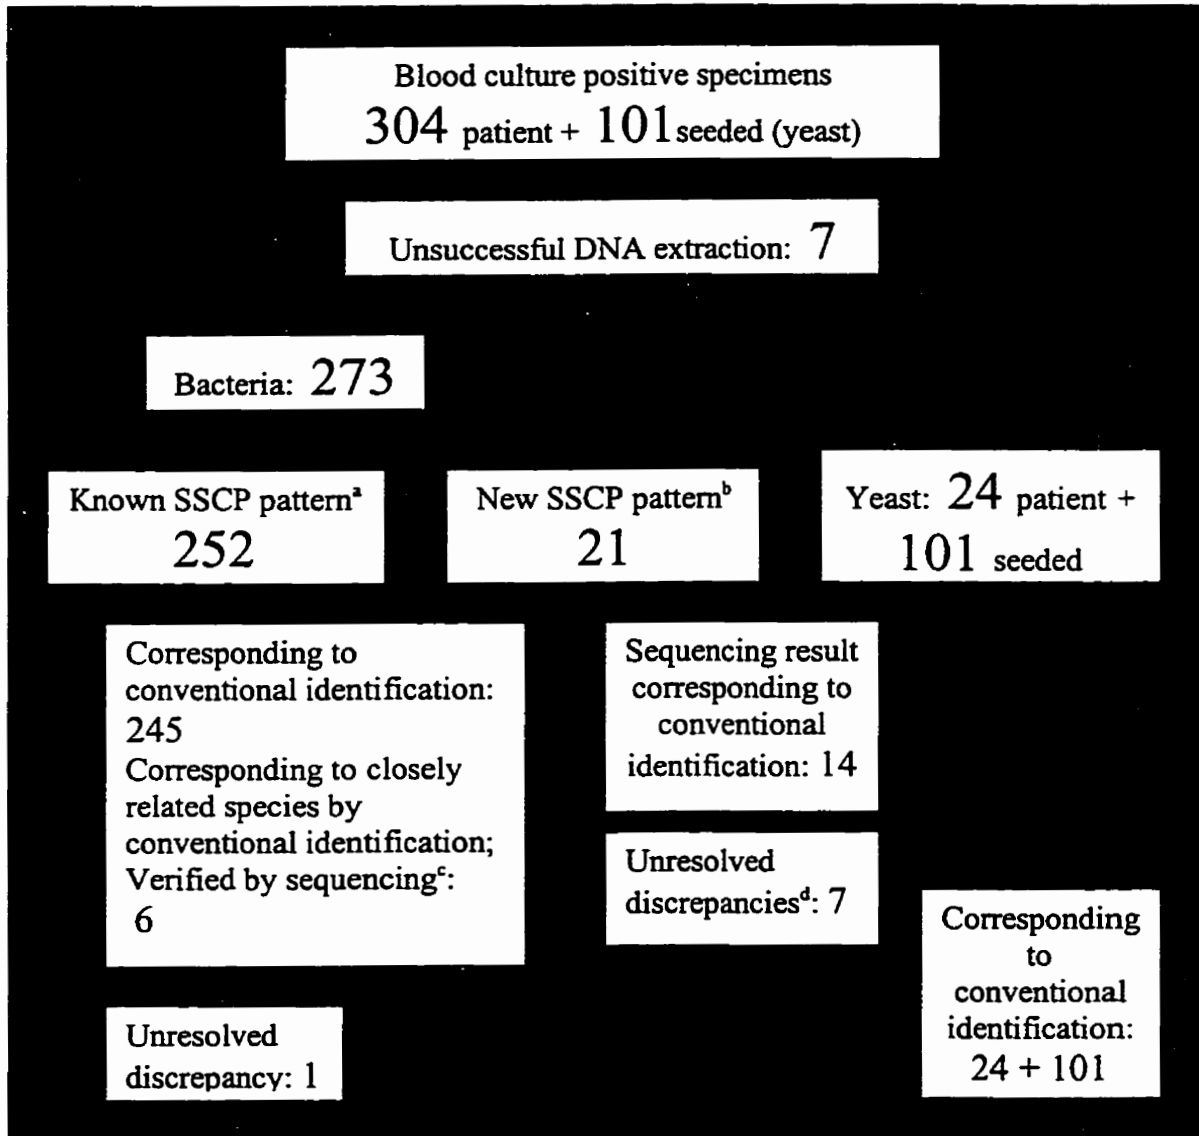 Blood culture positive specimens
304 patient + 101 seeded (yeast)
Unsuccessful DNA extraction: 7
Bacteria: 273
Known SSCP patternᵃ
252
New SSCP patternᵇ
21
Yeast: 24 patient +
101 seeded
Corresponding to
conventional identification:
245
Corresponding to closely
related species by
conventional identification;
Verified by sequencingᶜ:
6
Unresolved
discrepancy: 1
Sequencing result
corresponding to
conventional
identification: 14
Unresolved
discrepanciesᵈ: 7
Corresponding
to
conventional
identification:
24 + 101